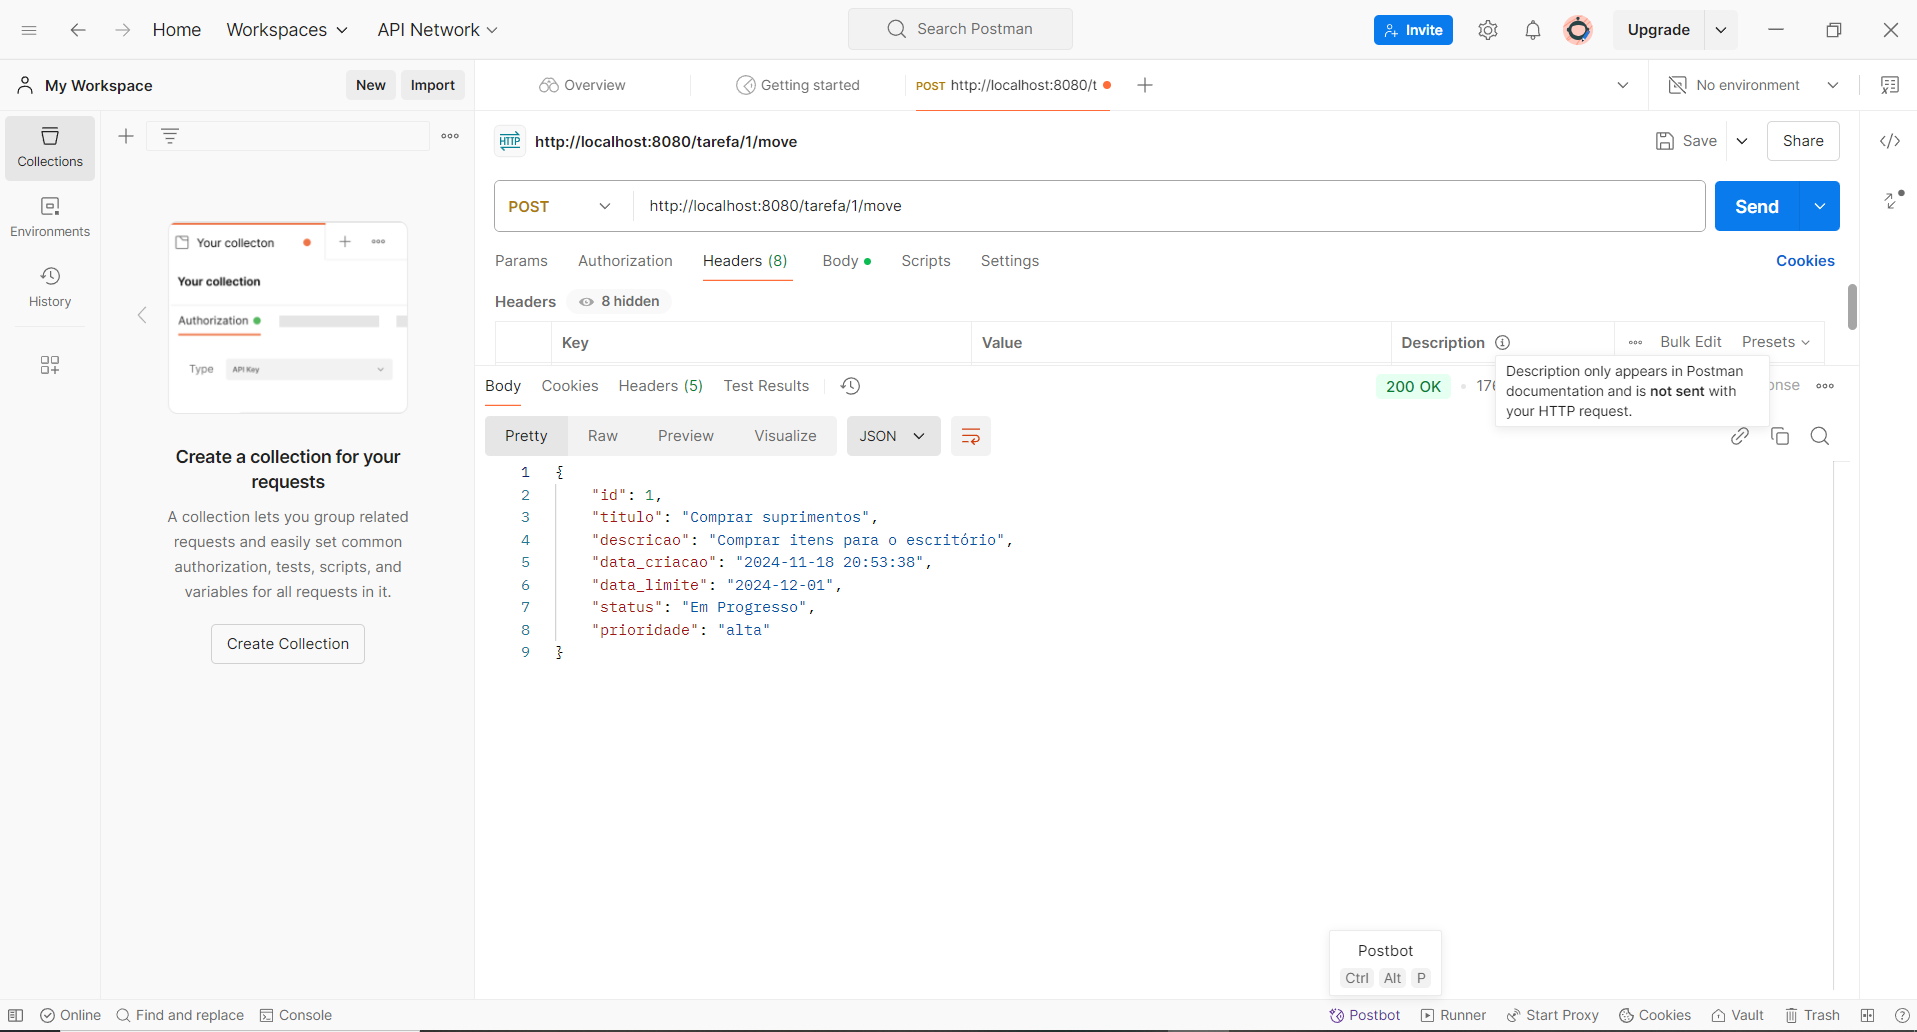 Home Workspaces API Network Search Postman Invite Upgrade
My Workspace New Import Overview Getting started POST http://localhost:8080/t No environment
Collections
Environments
History
Your collecton
Your collection
Authorization
Type API Key
Create a collection for your
requests
A collection lets you group related
requests and easily set common
authorization, tests, scripts, and
variables for all requests in it.
Create Collection
HTTP http://localhost:8080/tarefa/1/move Save Share
POST http://localhost:8080/tarefa/1/move Send
Params Authorization Headers (8) Body Scripts Settings Cookies
Headers 8 hidden
Key Value Description Bulk Edit Presets
Description only appears in Postman
documentation and is not sent with
your HTTP request.
Body Cookies Headers (5) Test Results 200 OK
Pretty Raw Preview Visualize JSON
1 {
2 "id": 1,
3 "titulo": "Comprar suprimentos",
4 "descricao": "Comprar itens para o escritório",
5 "data_criacao": "2024-11-18 20:53:38",
6 "data_limite": "2024-12-01",
7 "status": "Em Progresso",
8 "prioridade": "alta"
9 }
Postbot
Ctrl Alt P
Online Find and replace Console Postbot Runner Start Proxy Cookies Vault Trash